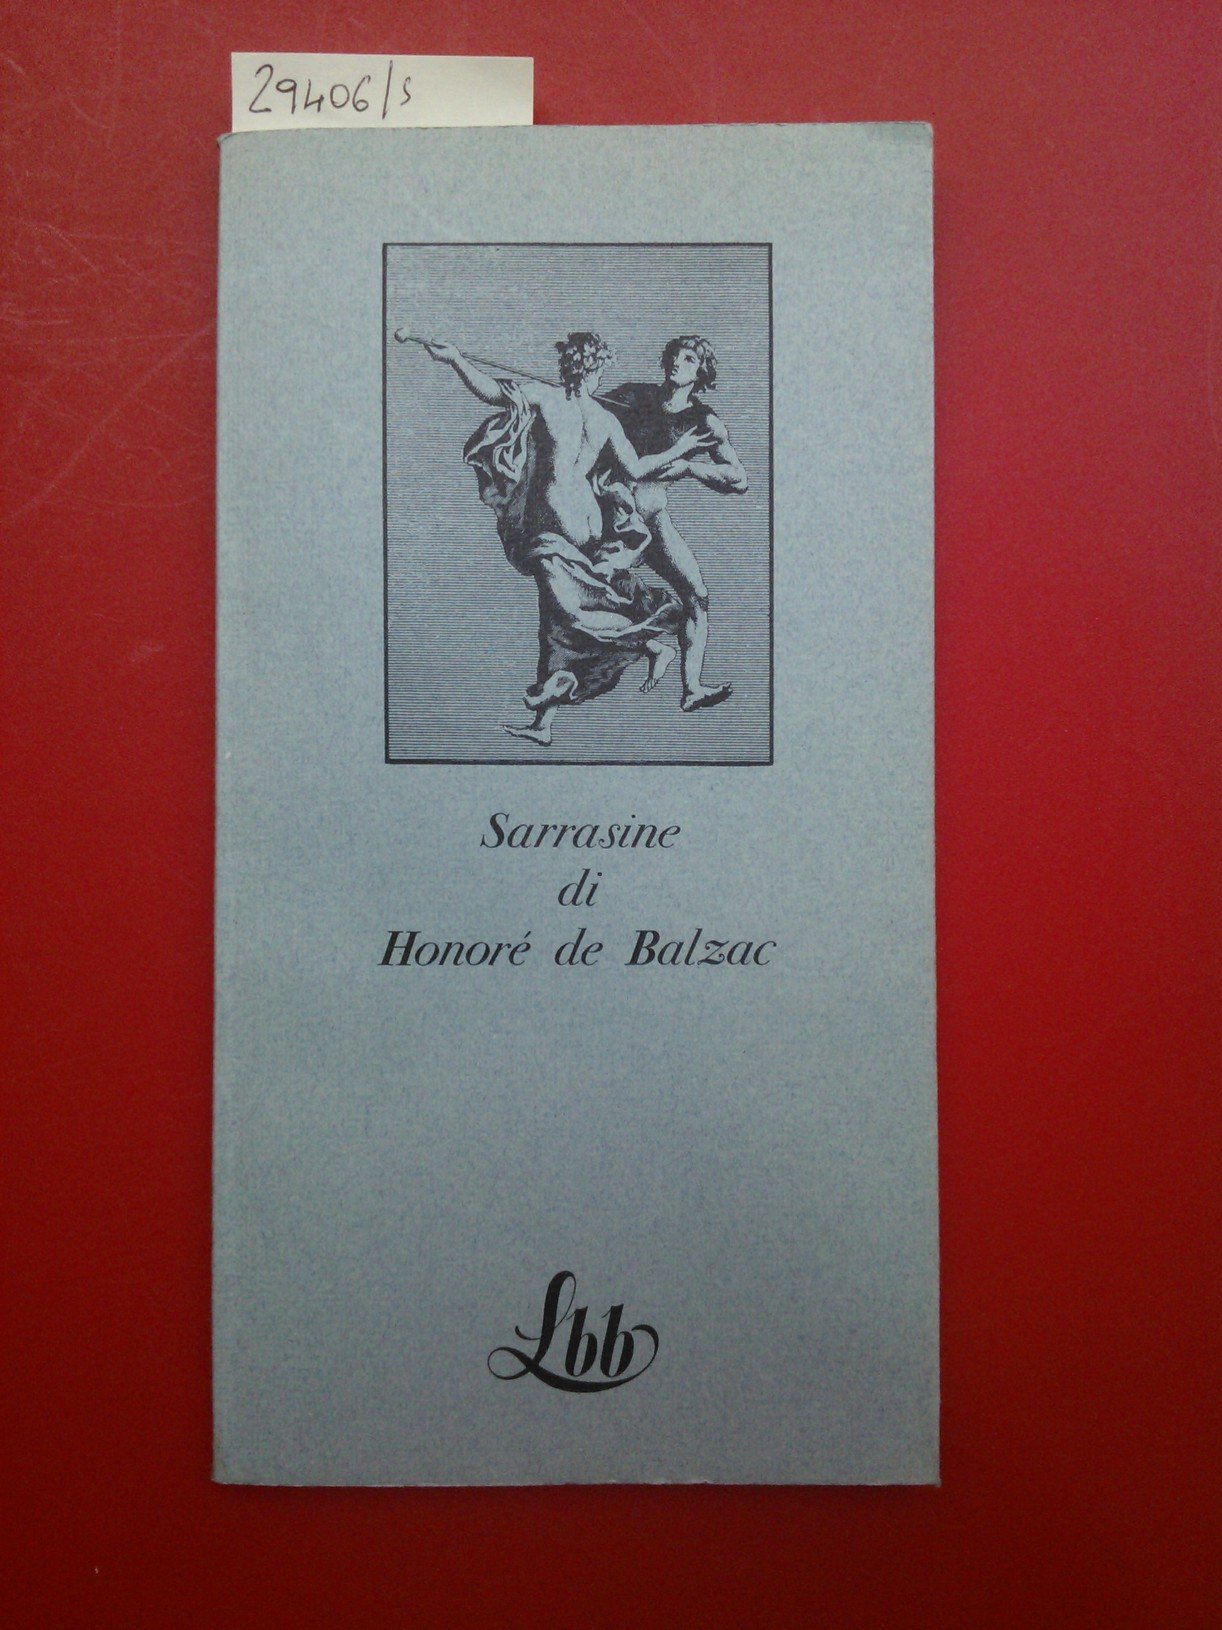 29406/s
Sarrasine
di
Honoré de Balzac
Lbb